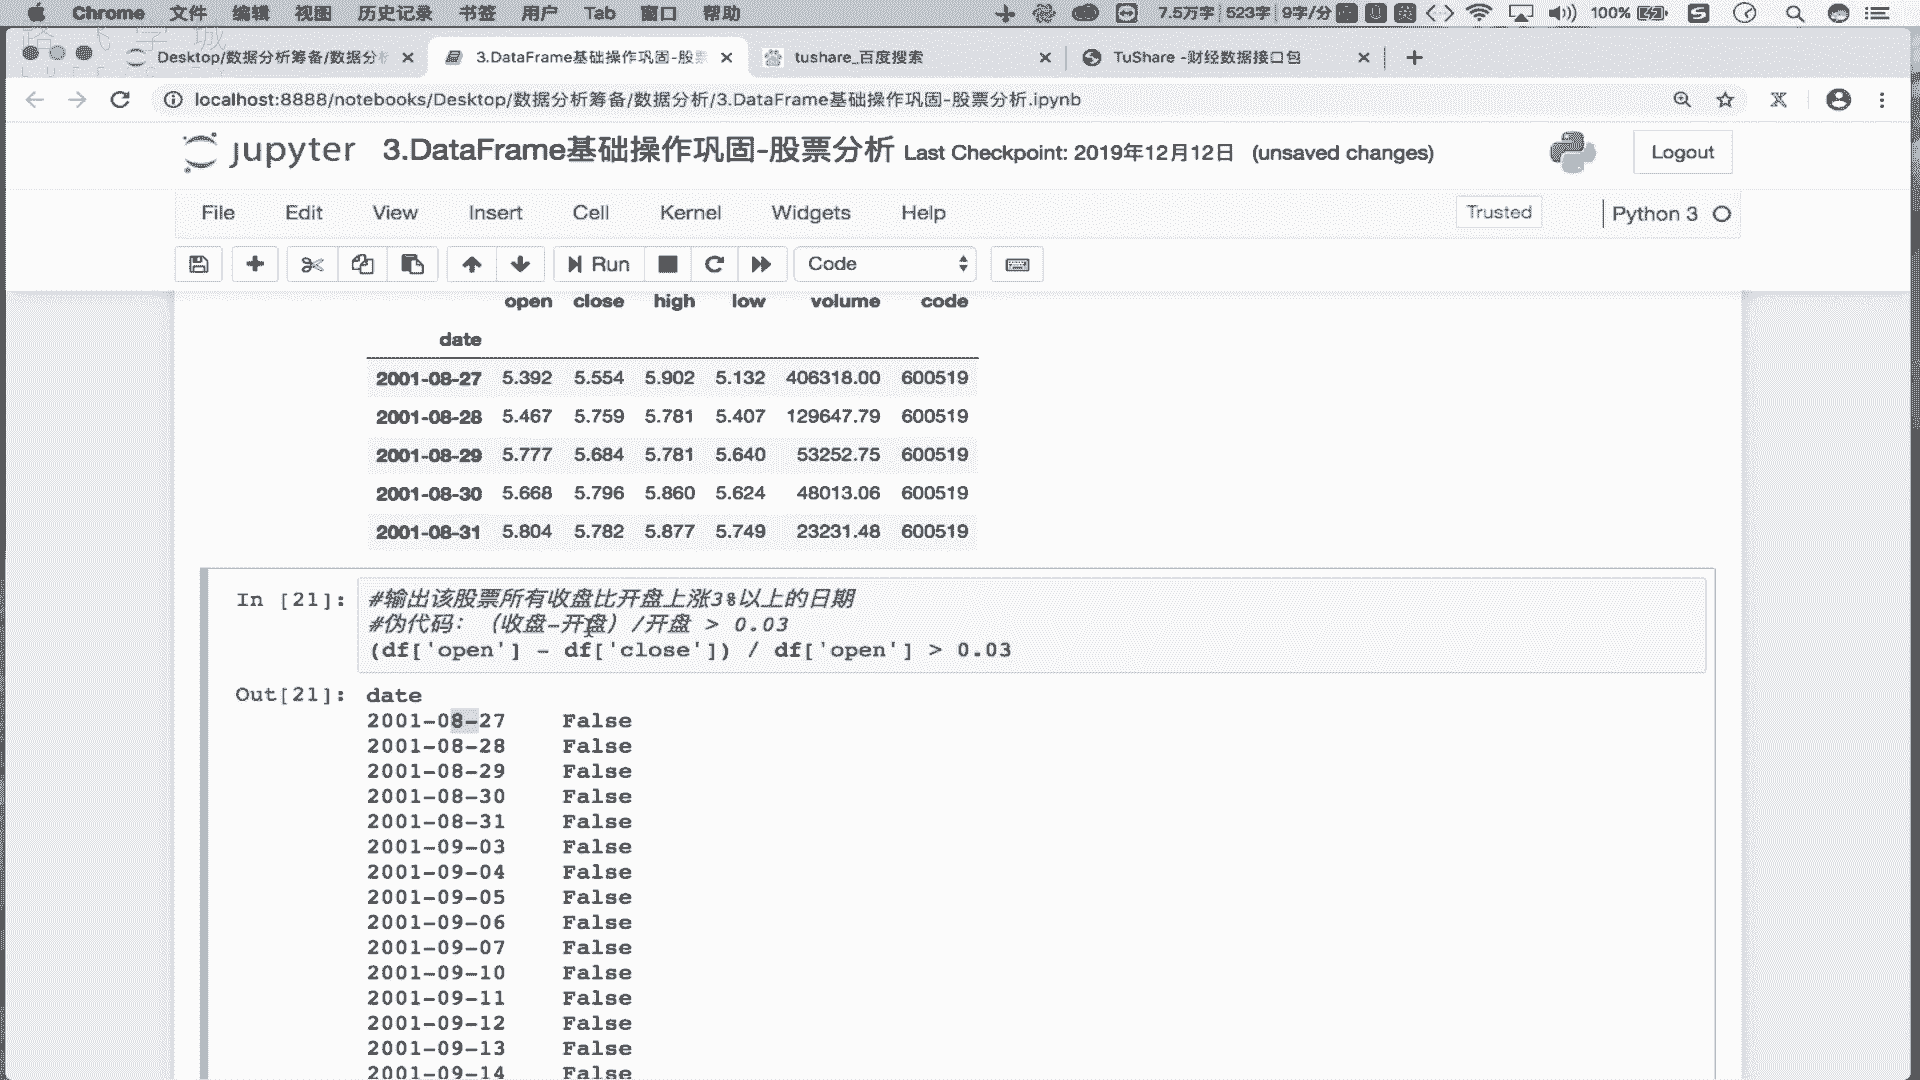 Chrome 文件 编辑 视图 历史记录 书签 用户 Tab 窗口 帮助 7.5万字 523字 9字/分 100%
Desktop/数据分析筹备/数据分析 3.DataFrame基础操作巩固-股票 tushare_百度搜索 TuShare -财经数据接口包
localhost:8888/notebooks/Desktop/数据分析筹备/数据分析/3.DataFrame基础操作巩固-股票分析.ipynb
jupyter 3.DataFrame基础操作巩固-股票分析 Last Checkpoint: 2019年12月12日 (unsaved changes) Logout
File Edit View Insert Cell Kernel Widgets Help Trusted Python 3
Run Code
open close high low volume code
date
2001-08-27 5.392 5.554 5.902 5.132 406318.00 600519
2001-08-28 5.467 5.759 5.781 5.407 129647.79 600519
2001-08-29 5.777 5.684 5.781 5.640 53252.75 600519
2001-08-30 5.668 5.796 5.860 5.624 48013.06 600519
2001-08-31 5.804 5.782 5.877 5.749 23231.48 600519
In [21]: #输出该股票所有收盘比开盘上涨3%以上的日期
#伪代码：（收盘-开盘）/开盘 > 0.03
(df['open'] - df['close']) / df['open'] > 0.03
Out[21]: date
2001-08-27 False
2001-08-28 False
2001-08-29 False
2001-08-30 False
2001-08-31 False
2001-09-03 False
2001-09-04 False
2001-09-05 False
2001-09-06 False
2001-09-07 False
2001-09-10 False
2001-09-11 False
2001-09-12 False
2001-09-13 False
2001-09-14 False